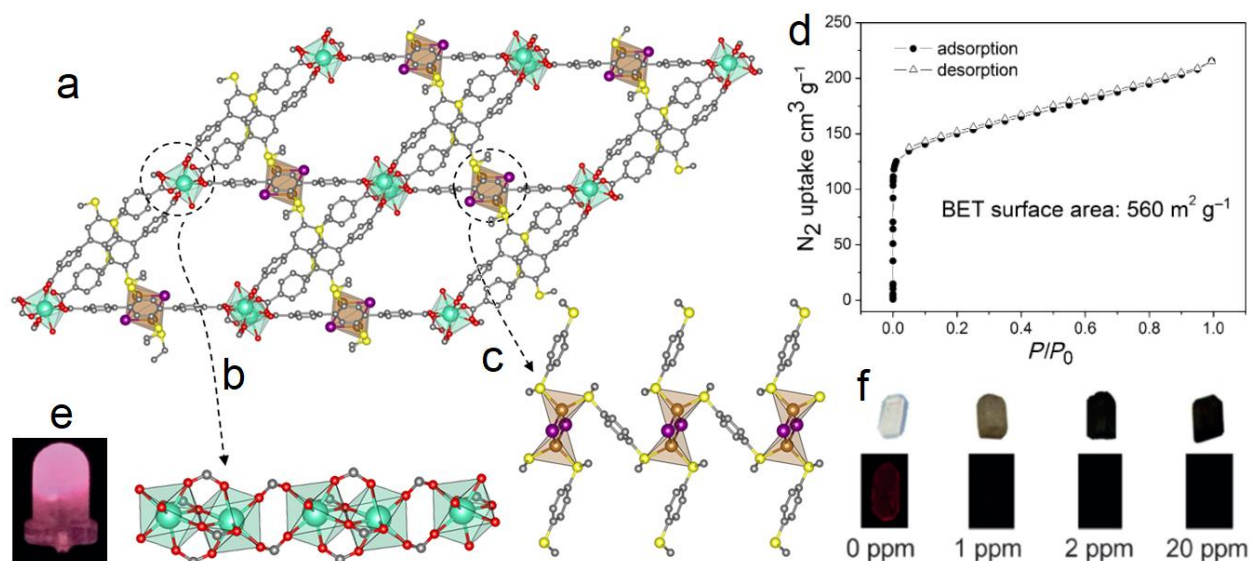 a
b
c
d
adsorption
desorption
N2 uptake cm3 g–1
250
200
150
100
50
0
BET surface area: 560 m2 g–1
0.0 0.2 0.4 0.6 0.8 1.0
P/P0
e
f
0 ppm 1 ppm 2 ppm 20 ppm